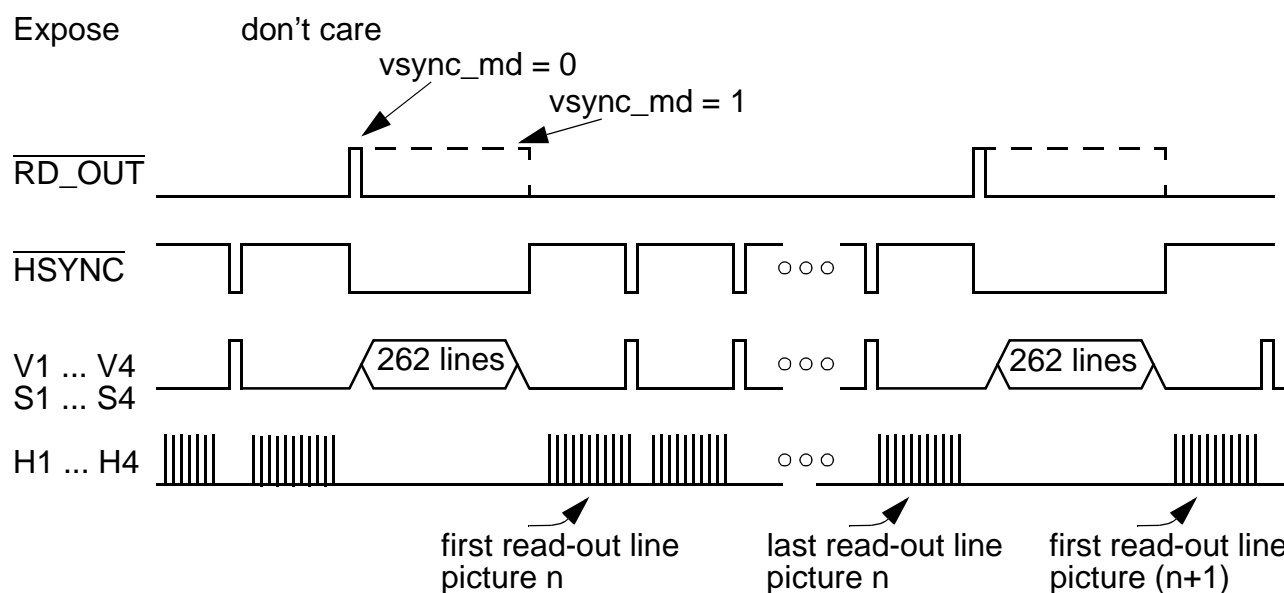 Expose don't care
vsync_md = 0
vsync_md = 1
RD_OUT
HSYNC
V1 ... V4 262 lines 262 lines
S1 ... S4
H1 ... H4
first read-out line last read-out line first read-out line
picture n picture n picture (n+1)